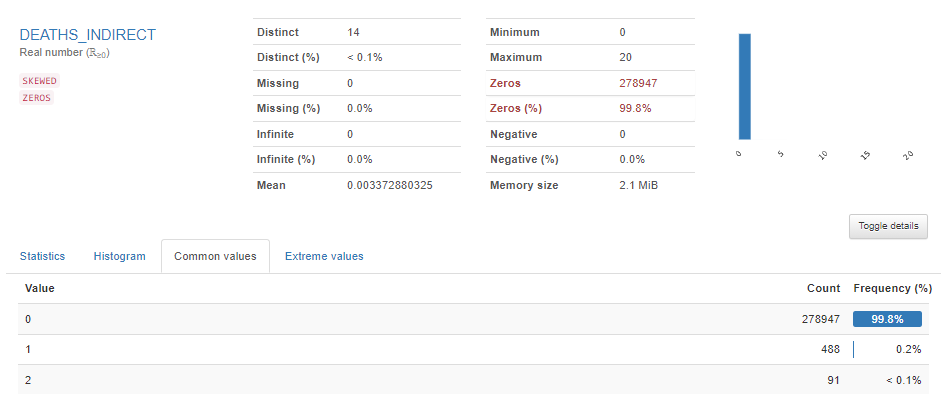 DEATHS_INDIRECT
Real number (ℝ≥0)
SKEWED
ZEROS
Distinct 14
Distinct (%) < 0.1%
Missing 0
Missing (%) 0.0%
Infinite 0
Infinite (%) 0.0%
Mean 0.003372880325
Minimum 0
Maximum 20
Zeros 278947
Zeros (%) 99.8%
Negative 0
Negative (%) 0.0%
Memory size 2.1 MiB
0 5 10 15 20
Toggle details
Statistics Histogram Common values Extreme values
Value Count Frequency (%)
0 278947 99.8%
1 488 0.2%
2 91 < 0.1%